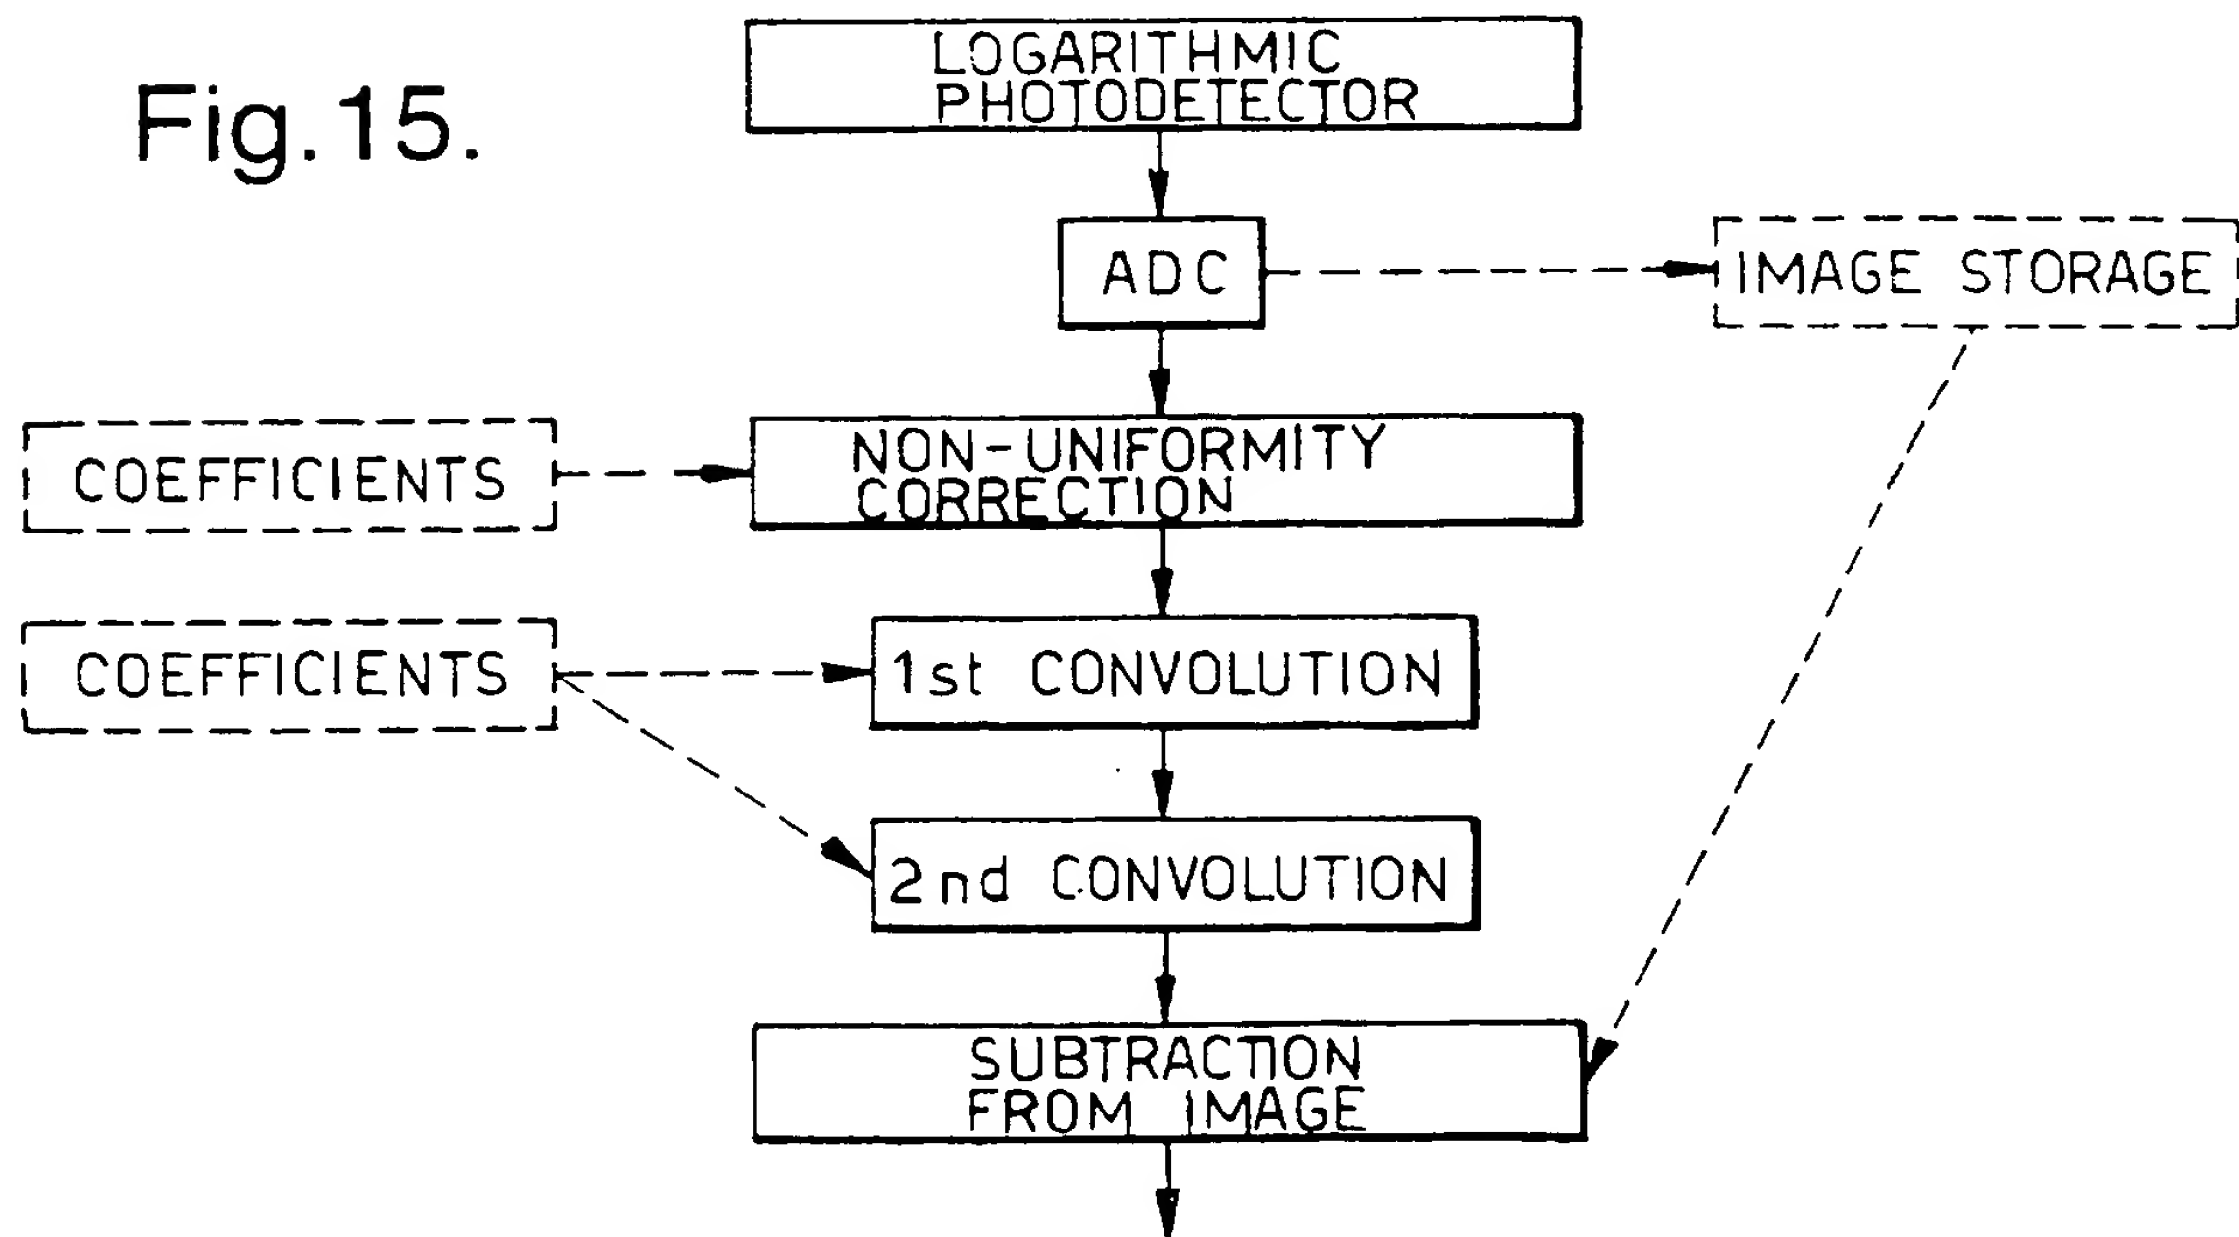 Fig.15.
LOGARITHMIC
PHOTODETECTOR
ADC
IMAGE STORAGE
COEFFICIENTS
NON-UNIFORMITY
CORRECTION
COEFFICIENTS
1st CONVOLUTION
2nd CONVOLUTION
SUBTRACTION
FROM IMAGE